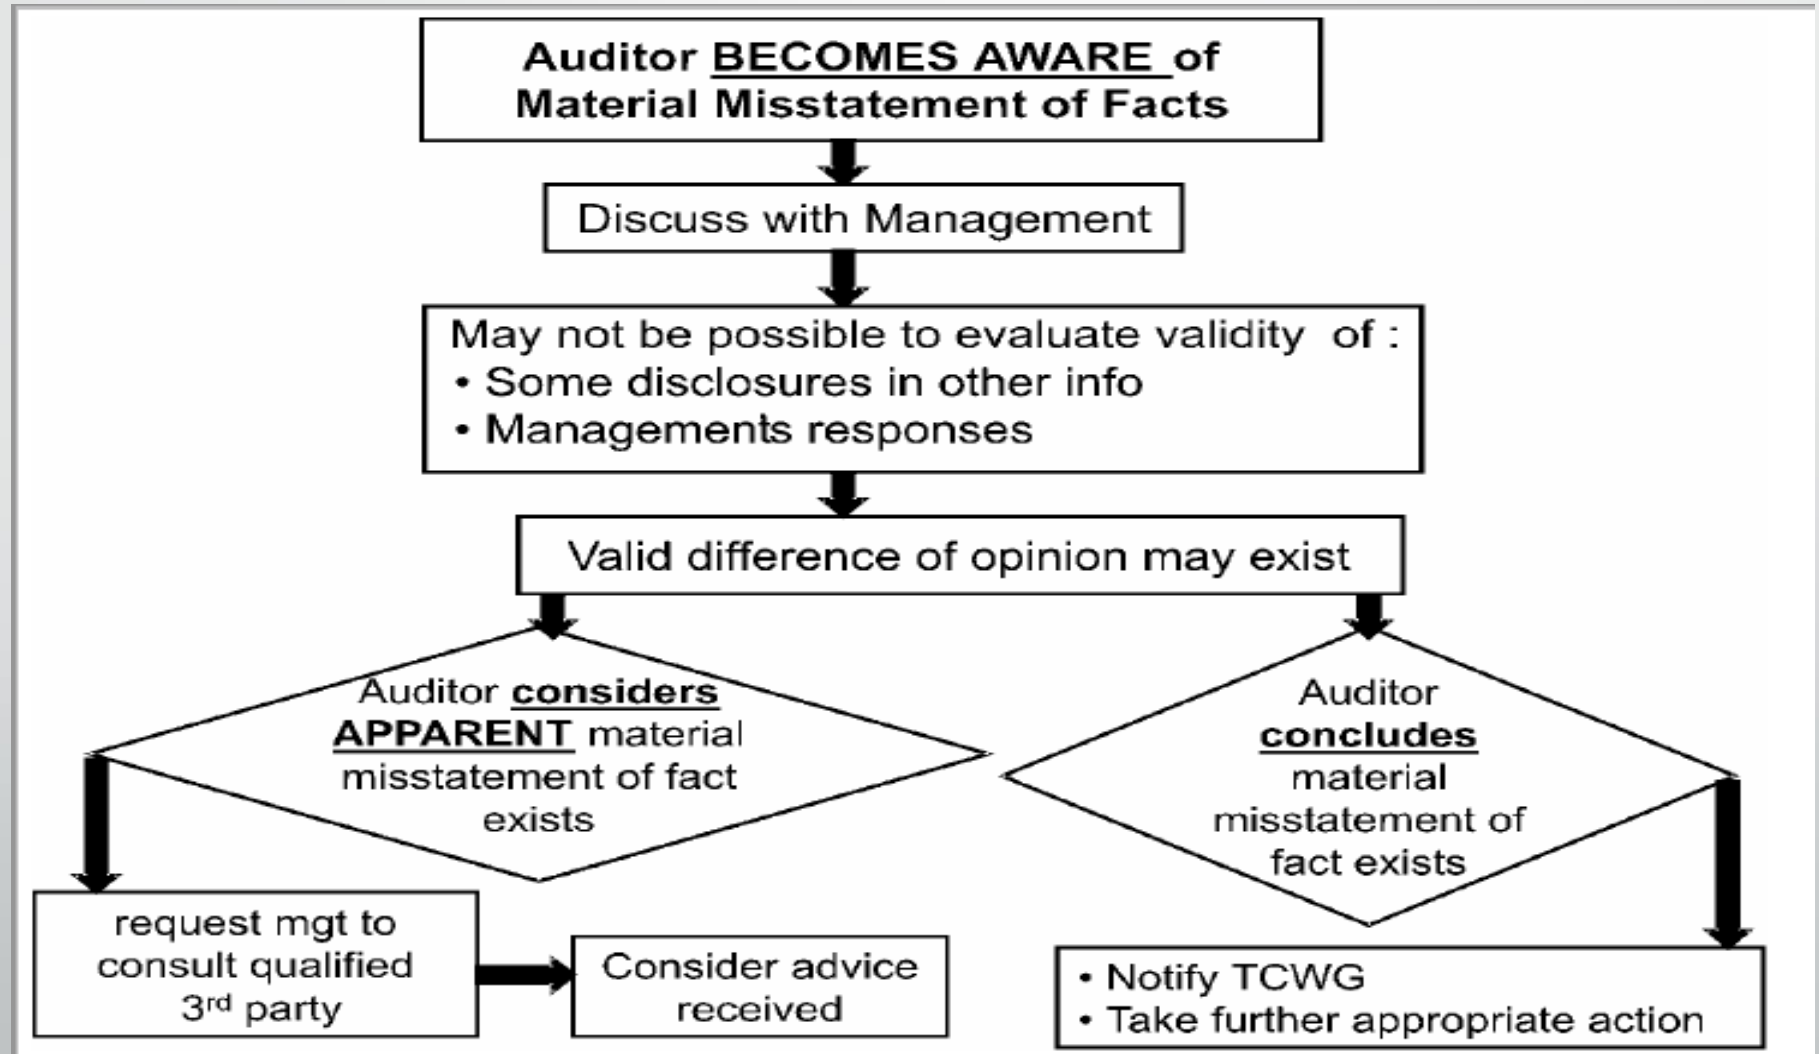 Auditor BECOMES AWARE of
Material Misstatement of Facts
Discuss with Management
May not be possible to evaluate validity of :
• Some disclosures in other info
• Managements responses
Valid difference of opinion may exist
Auditor considers
APPARENT material
misstatement of fact
exists
Auditor
concludes
material
misstatement of
fact exists
request mgt to
consult qualified
3rd party
Consider advice
received
• Notify TCWG
• Take further appropriate action